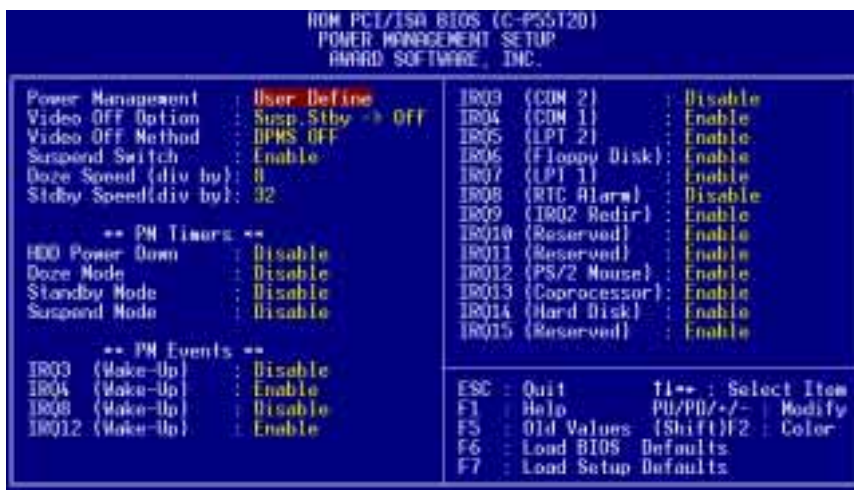 ROM PCI/ISA BIOS (C-P55T2D)
POWER MANAGEMENT SETUP
AWARD SOFTWARE, INC.
Power Management : User Define
Video Off Option : Susp,Stby -> Off
Video Off Method : DPMS OFF
Suspend Switch : Enable
Doze Speed (div by): 8
Stdby Speed(div by): 32
** PM Timers **
HDD Power Down : Disable
Doze Mode : Disable
Standby Mode : Disable
Suspend Mode : Disable
** PM Events **
IRQ3 (Wake-Up) : Disable
IRQ4 (Wake-Up) : Enable
IRQ8 (Wake-Up) : Disable
IRQ12 (Wake-Up) : Enable
IRQ3 (COM 2) : Disable
IRQ4 (COM 1) : Enable
IRQ5 (LPT 2) : Enable
IRQ6 (Floppy Disk): Enable
IRQ7 (LPT 1) : Enable
IRQ8 (RTC Alarm) : Disable
IRQ9 (IRQ2 Redir) : Enable
IRQ10 (Reserved) : Enable
IRQ11 (Reserved) : Enable
IRQ12 (PS/2 Mouse) : Enable
IRQ13 (Coprocessor): Enable
IRQ14 (Hard Disk) : Enable
IRQ15 (Reserved) : Enable
ESC : Quit ↑↓→← : Select Item
F1 : Help PU/PD/+/- : Modify
F5 : Old Values (Shift)F2 : Color
F6 : Load BIOS Defaults
F7 : Load Setup Defaults